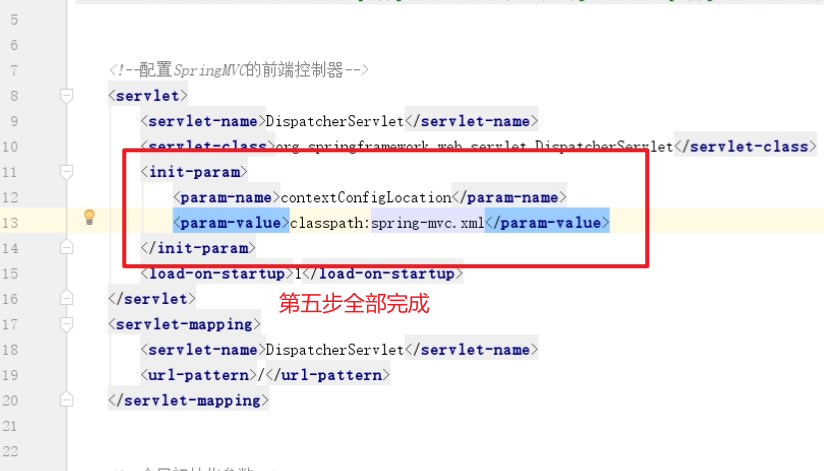 5
6
7 <!--配置SpringMVC的前端控制器-->
8 <servlet>
9 <servlet-name>DispatcherServlet</servlet-name>
10 <servlet-class>org.springframework.web.servlet.DispatcherServlet</servlet-class>
11 <init-param>
12 <param-name>contextConfigLocation</param-name>
13 <param-value>classpath:spring-mvc.xml</param-value>
14 </init-param>
15 <load-on-startup>1</load-on-startup>
16 </servlet>
第五步全部完成
17 <servlet-mapping>
18 <servlet-name>DispatcherServlet</servlet-name>
19 <url-pattern>/</url-pattern>
20 </servlet-mapping>
21
22